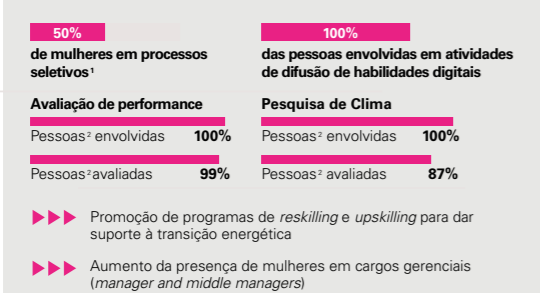 50%
de mulheres em processos
seletivos¹
100%
das pessoas envolvidas em atividades
de difusão de habilidades digitais
Avaliação de performance
Pessoas² envolvidas 100%
Pessoas² avaliadas 99%
Pesquisa de Clima
Pessoas² envolvidas 100%
Pessoas² avaliadas 87%
Promoção de programas de reskilling e upskilling para dar
suporte à transição energética
Aumento da presença de mulheres em cargos gerenciais
(manager and middle managers)